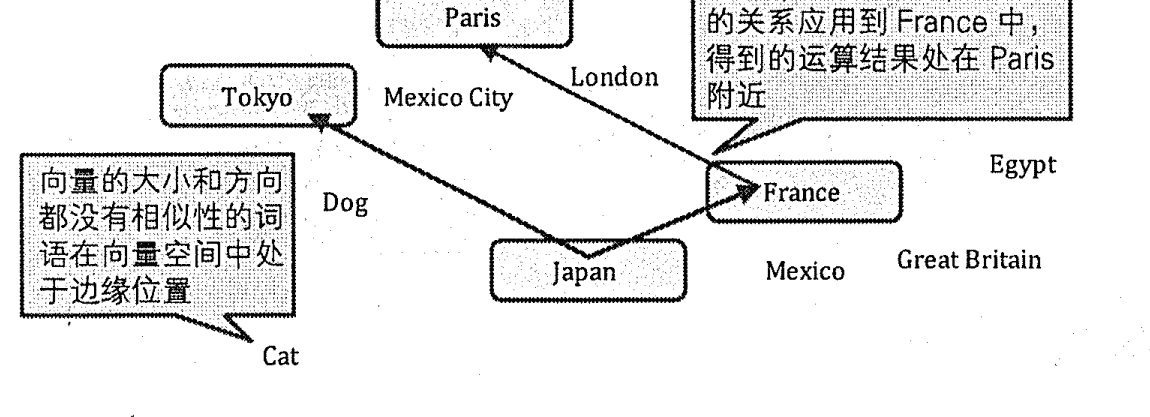 Paris
的关系应用到 France 中，
得到的运算结果处在 Paris
附近
London
Tokyo
Mexico City
Egypt
向量的大小和方向
都没有相似性的词
语在向量空间中处
于边缘位置
Dog
France
Japan
Mexico
Great Britain
Cat